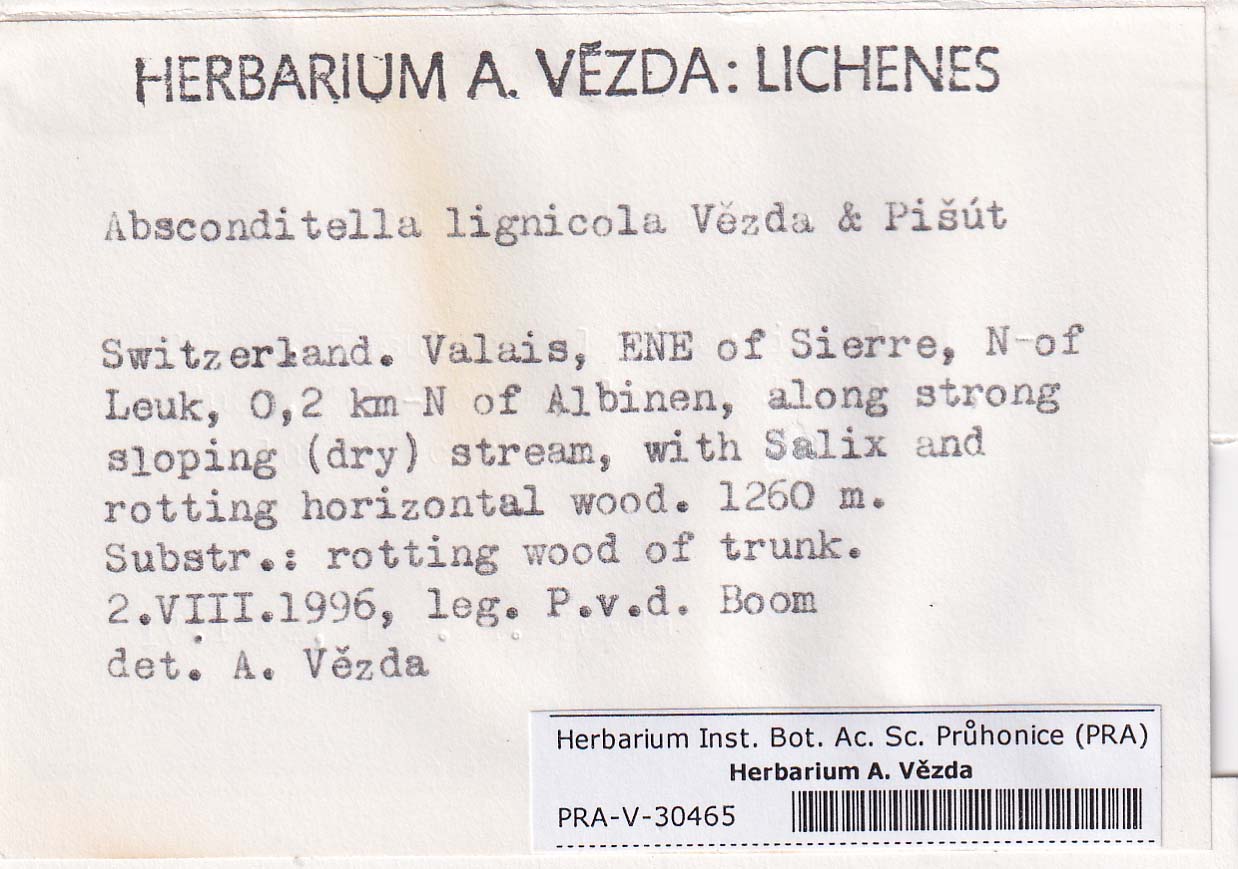 HERBARIUM A. VĚZDA: LICHENES
Absconditella lignicola Vězda & Pišút
Switzerland. Valais, ENE of Sierre, N of
Leuk, 0,2 km N of Albinen, along strong
sloping (dry) stream, with Salix and
rotting horizontal wood. 1260 m.
Substr.: rotting wood of trunk.
2.VIII.1996, leg. P.v.d. Boom
det. A. Vězda
Herbarium Inst. Bot. Ac. Sc. Průhonice (PRA)
Herbarium A. Vězda
PRA-V-30465